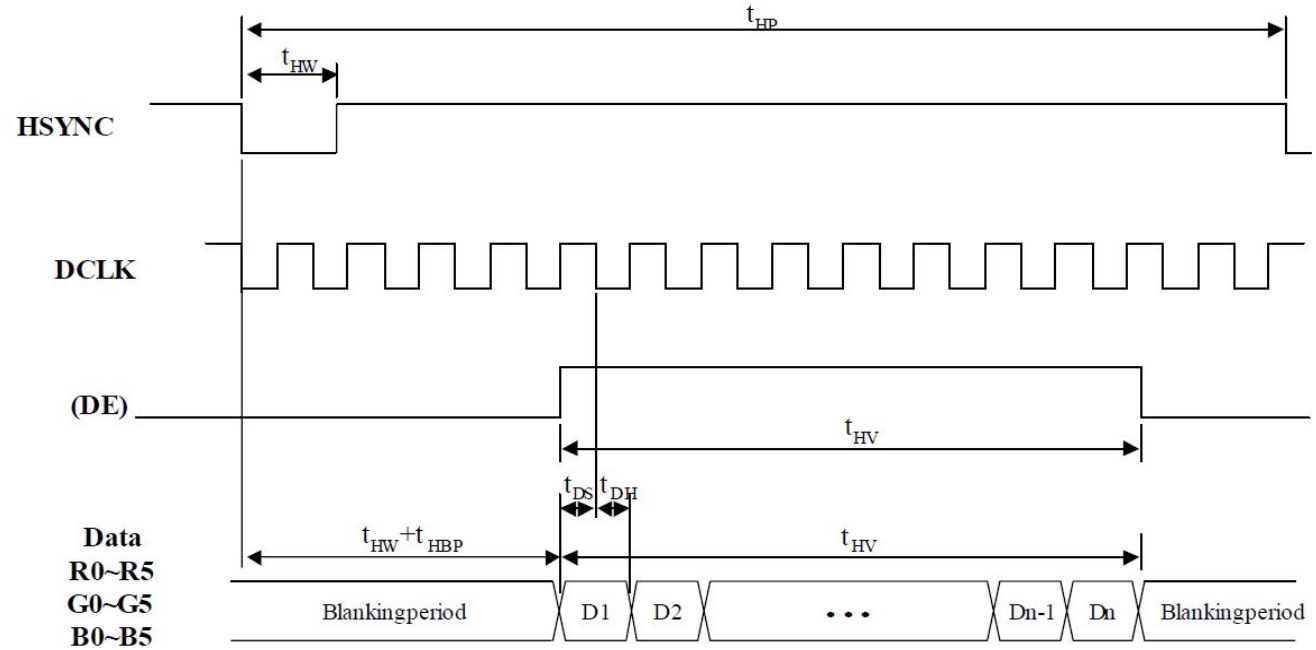 tHP
tHW
HSYNC
DCLK
(DE)
tHV
tDS tDH
Data
R0~R5
G0~G5
B0~B5
tHW+tHBP
tHV
Blankingperiod D1 D2 ••• Dn-1 Dn Blankingperiod